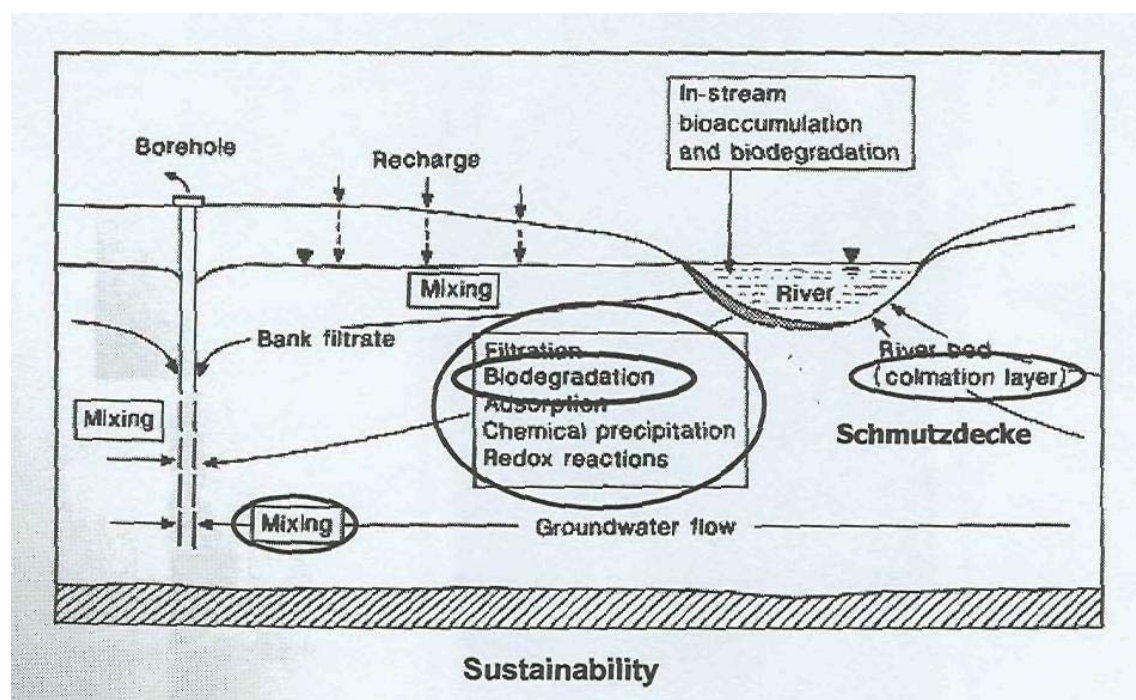 In-stream
bioaccumulation
and biodegradation
Borehole
Recharge
Mixing
River
Bank filtrate
Filtration
Biodegradation
Adsorption
Chemical precipitation
Redox reactions
River bed
(colmation layer)
Schmutzdecke
Mixing
Mixing
Groundwater flow
Sustainability